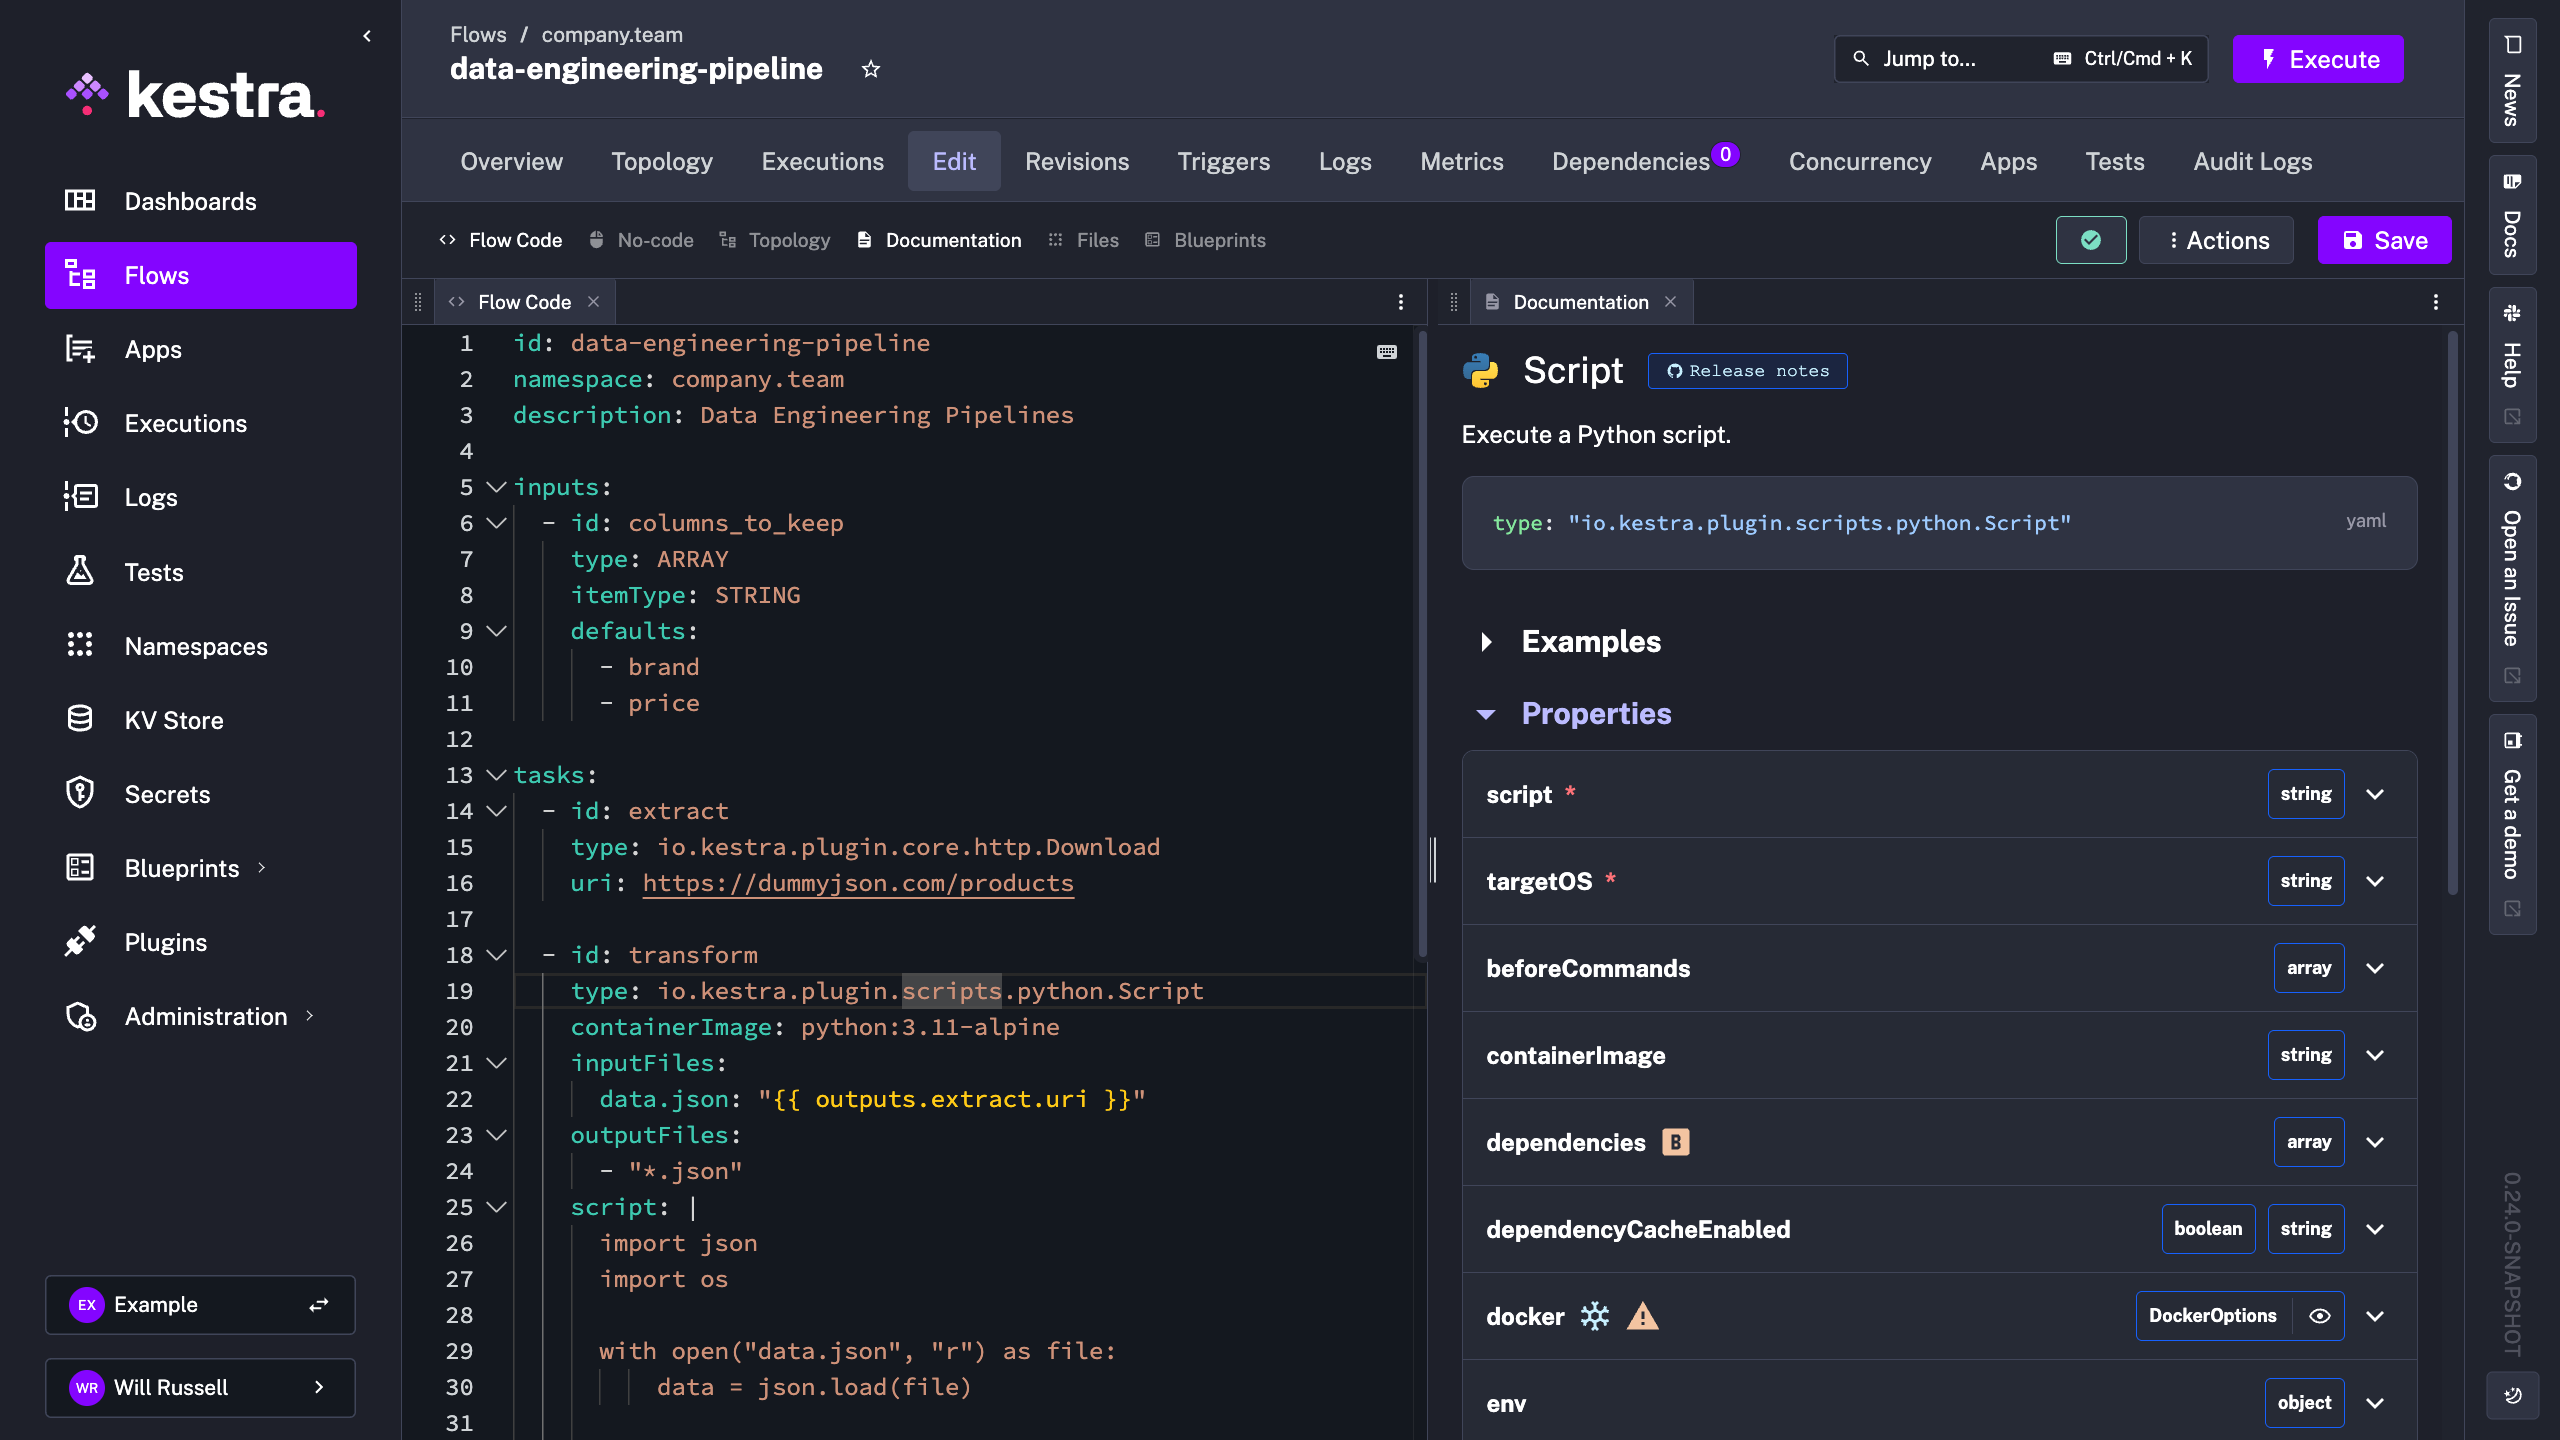 kestra.
Dashboards
Flows
Apps
Executions
Logs
Tests
Namespaces
KV Store
Secrets
Blueprints
Plugins
Administration
EX Example
WR Will Russell
Flows / company.team
data-engineering-pipeline
Jump to... Ctrl/Cmd + K
Execute
Overview Topology Executions Edit Revisions Triggers Logs Metrics Dependencies 0 Concurrency Apps Tests Audit Logs
Flow Code No-code Topology Documentation Files Blueprints
Actions Save
Flow Code
1 id: data-engineering-pipeline
2 namespace: company.team
3 description: Data Engineering Pipelines
4
5 inputs:
6 - id: columns_to_keep
7 type: ARRAY
8 itemType: STRING
9 defaults:
10 - brand
11 - price
12
13 tasks:
14 - id: extract
15 type: io.kestra.plugin.core.http.Download
16 uri: https://dummyjson.com/products
17
18 - id: transform
19 type: io.kestra.plugin.scripts.python.Script
20 containerImage: python:3.11-alpine
21 inputFiles:
22 data.json: "{{ outputs.extract.uri }}"
23 outputFiles:
24 - "*.json"
25 script: |
26 import json
27 import os
28
29 with open("data.json", "r") as file:
30 data = json.load(file)
31
Documentation
Script Release notes
Execute a Python script.
type: "io.kestra.plugin.scripts.python.Script" yaml
Examples
Properties
script * string
targetOS * string
beforeCommands array
containerImage string
dependencies B array
dependencyCacheEnabled boolean string
docker DockerOptions
env object
News
Docs
Help
Open an Issue
Get a demo
0.24.0-SNAPSHOT